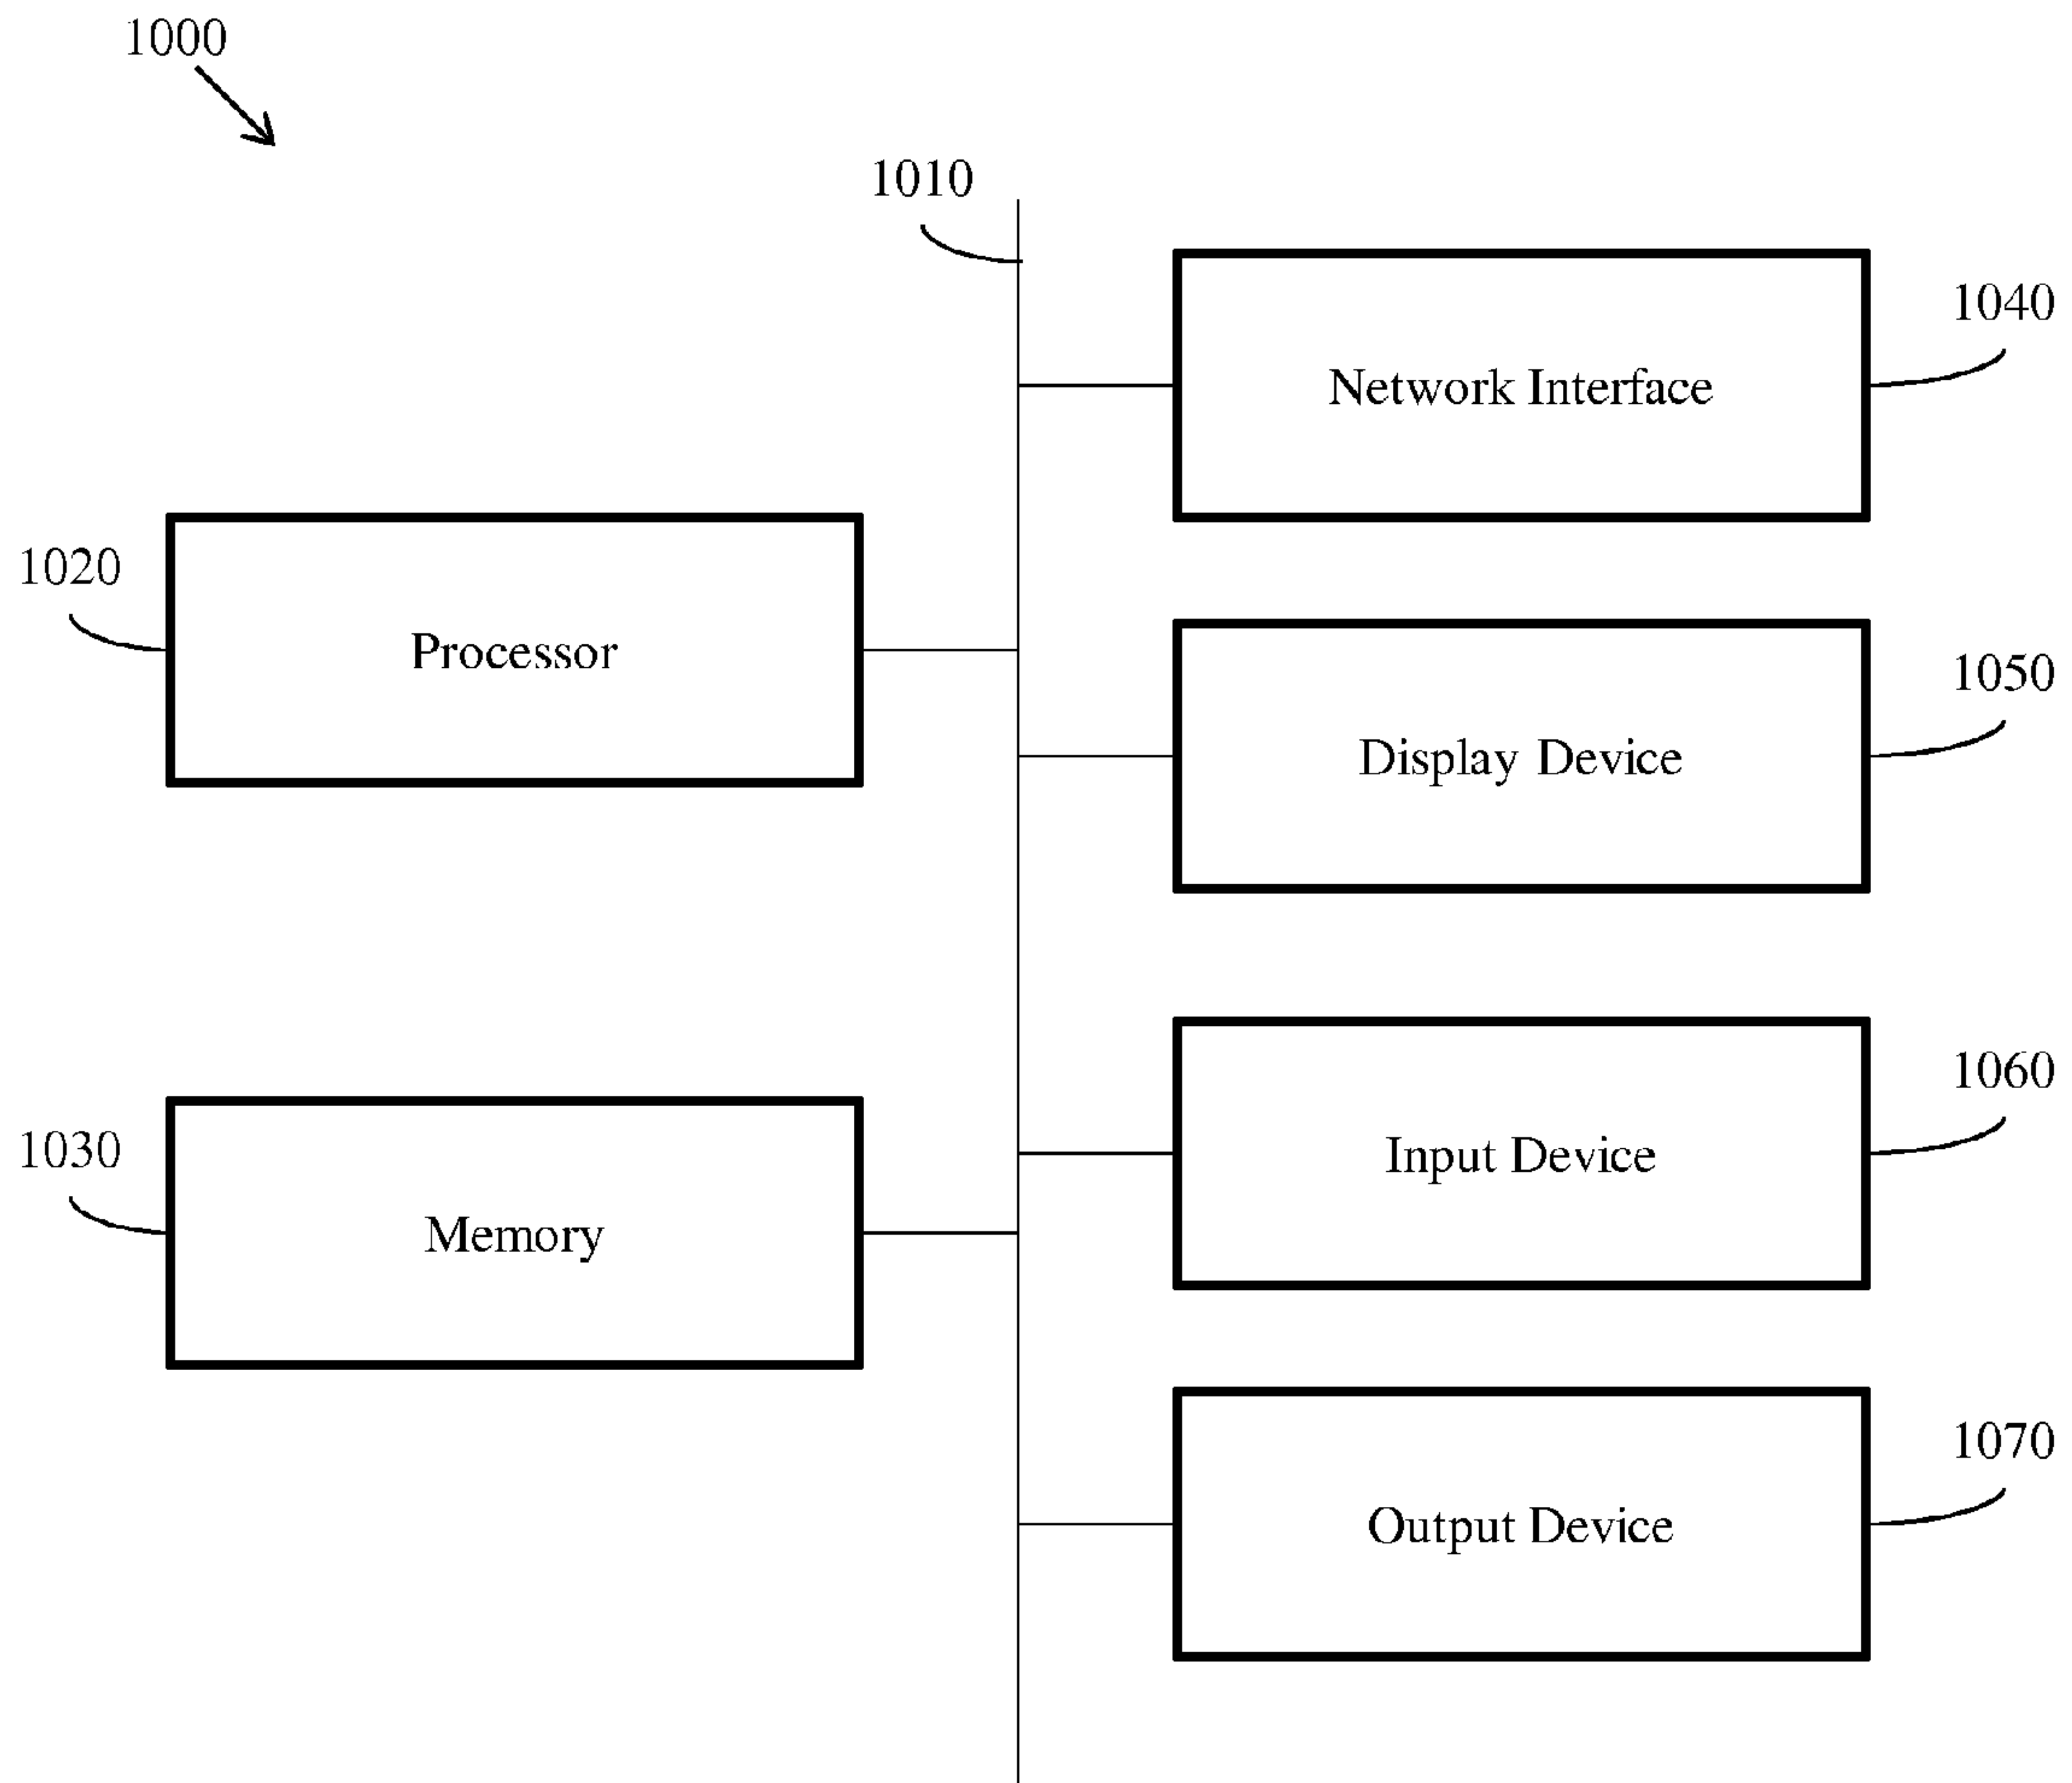 1000
1010
Network Interface
1040
1020
Processor
Display Device
1050
Input Device
1060
1030
Memory
Output Device
1070